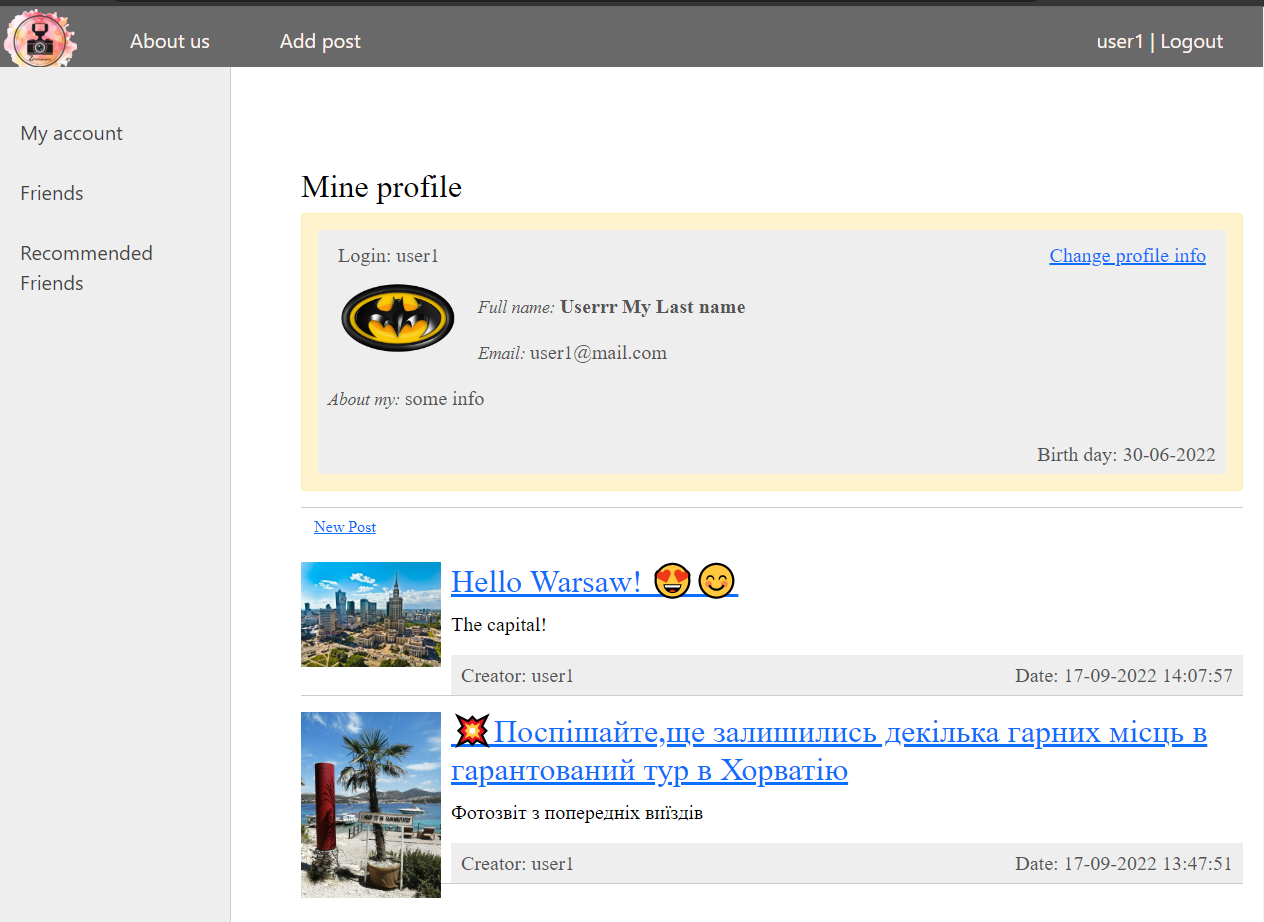 About us
Add post
user1 | Logout
My account
Friends
Recommended
Friends
Mine profile
Login: user1
Change profile info
Full name: Userrr My Last name
Email: user1@mail.com
About my: some info
Birth day: 30-06-2022
New Post
Hello Warsaw! 😍😊
The capital!
Creator: user1
Date: 17-09-2022 14:07:57
💥Поспішайте,ще залишились декілька гарних місць в
гарантований тур в Хорватію
Фотозвіт з попередніх виїздів
Creator: user1
Date: 17-09-2022 13:47:51